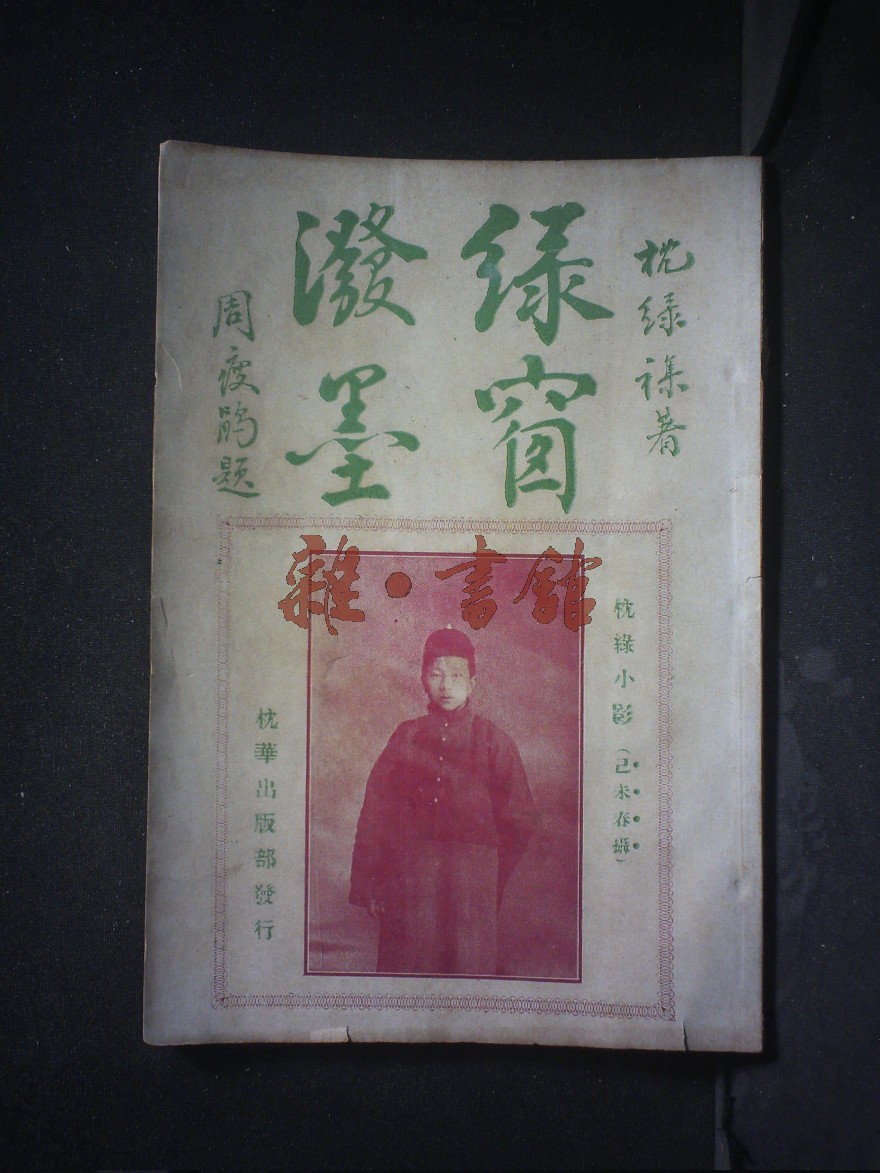 枕綠襍著
綠窗
潑墨
周瘦鵑題
雜·書館
枕綠小影（己未春攝）
枕華出版部發行